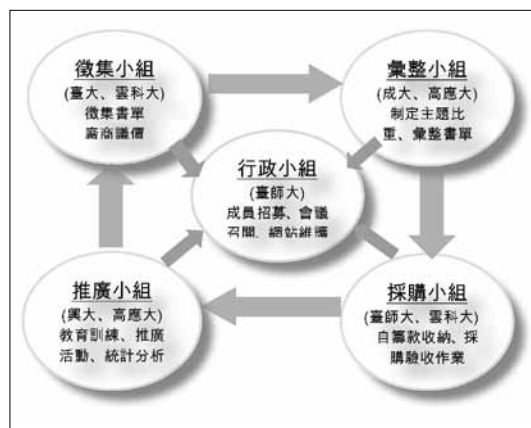 徵集小組
(臺大、雲科大)
徵集書單
廠商議價
彙整小組
(成大、高應大)
制定主題比
重、彙整書單
行政小組
(臺師大)
成員招募、會議
召開、網站維護
推廣小組
(興大、高應大)
教育訓練、推廣
活動、統計分析
採購小組
(臺師大、雲科大)
自籌款收納、採
購驗收作業